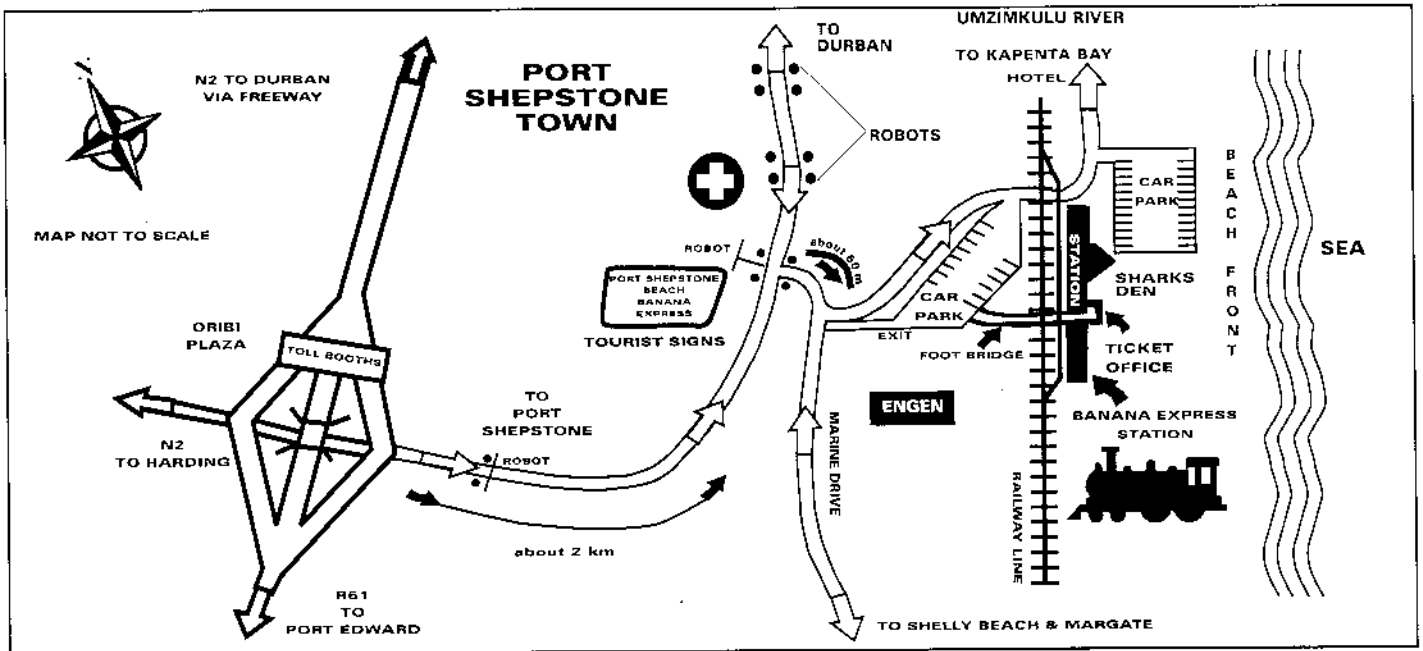 N2 TO DURBAN
VIA FREEWAY
PORT
SHEPSTONE
TOWN
TO
DURBAN
UMZIMKULU RIVER
TO KAPENTA BAY
HOTEL
ROBOTS
MAP NOT TO SCALE
ROBOT
about 60 m
PORT SHEPSTONE
BEACH
BANANA
EXPRESS
TOURIST SIGNS
CAR
PARK
STATION
SHARKS
DEN
BEACH FRONT
SEA
CAR
PARK
EXIT
FOOT BRIDGE
TICKET
OFFICE
ORIBI
PLAZA
TOLL BOOTHS
N2
TO HARDING
TO
PORT
SHEPSTONE
ROBOT
ENGEN
MARINE DRIVE
BANANA EXPRESS
STATION
RAILWAY LINE
about 2 km
R61
TO
PORT EDWARD
TO SHELLY BEACH & MARGATE